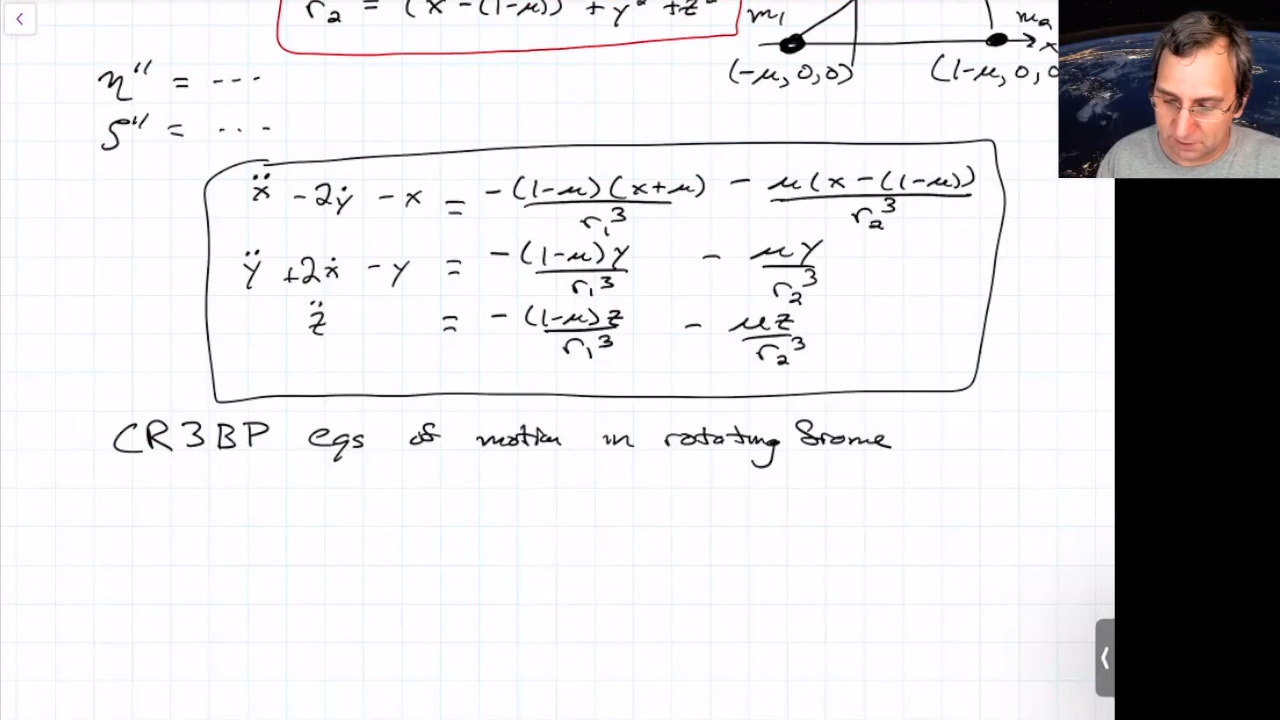 r₂ = (x - (1-μ))² + y² + z²
m₁ m₂
x
(-μ, 0, 0) (1-μ, 0, 0
η'' = ---
ζ'' = ---
ẍ - 2ẏ - x = -(1-μ)(x+μ)/r₁³ - μ(x - (1-μ))/r₂³
ÿ + 2ẋ - y = -(1-μ)y/r₁³ - μy/r₂³
z̈ = -(1-μ)z/r₁³ - μz/r₂³
CR3BP eqs of motion in rotating frame